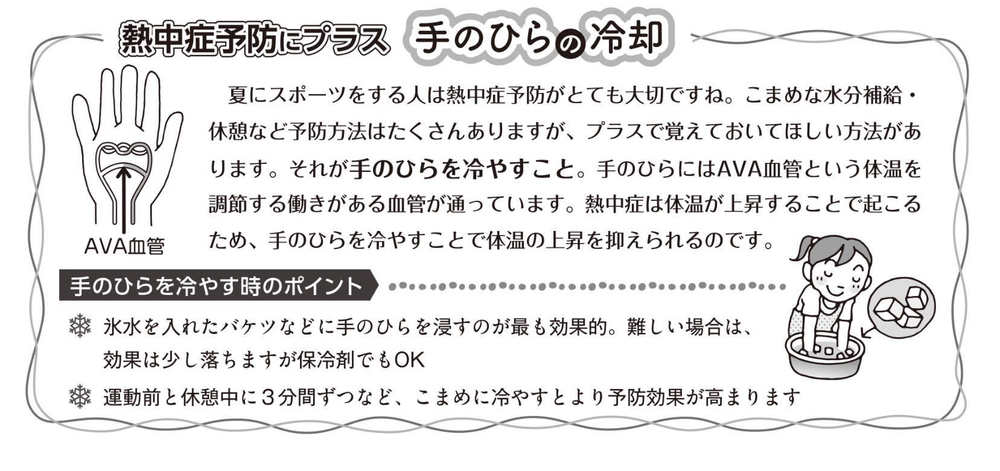 熱中症予防にプラス 手のひらの冷却
夏にスポーツをする人は熱中症予防がとても大切ですね。こまめな水分補給・
休憩など予防方法はたくさんありますが、プラスで覚えておいてほしい方法があ
ります。それが手のひらを冷やすこと。手のひらにはAVA血管という体温を
調節する働きがある血管が通っています。熱中症は体温が上昇することで起こる
ため、手のひらを冷やすことで体温の上昇を抑えられるのです。
AVA血管
手のひらを冷やす時のポイント
氷水を入れたバケツなどに手のひらを浸すのが最も効果的。難しい場合は、
効果は少し落ちますが保冷剤でもOK
運動前と休憩中に３分間ずつなど、こまめに冷やすとより予防効果が高まります